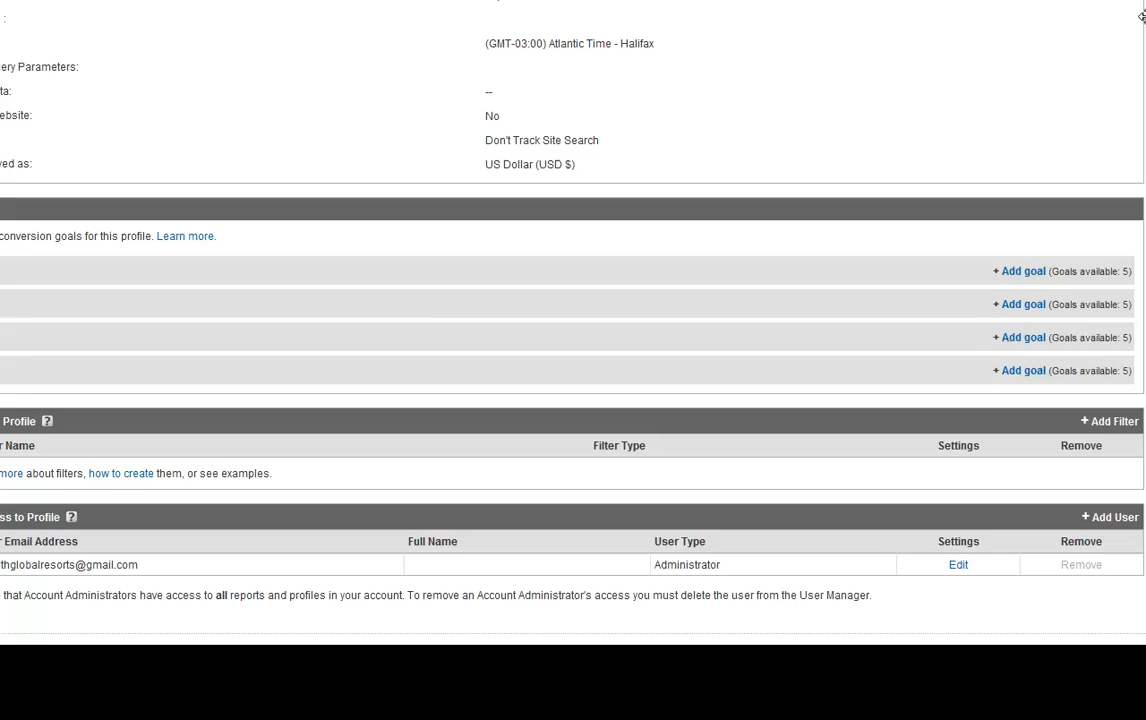 :
(GMT-03:00) Atlantic Time - Halifax
ery Parameters:
ta: --
ebsite: No
Don't Track Site Search
ved as: US Dollar (USD $)
conversion goals for this profile. Learn more.
+ Add goal (Goals available: 5)
+ Add goal (Goals available: 5)
+ Add goal (Goals available: 5)
+ Add goal (Goals available: 5)
Profile ? + Add Filter
r Name Filter Type Settings Remove
more about filters, how to create them, or see examples.
ss to Profile ? + Add User
r Email Address Full Name User Type Settings Remove
thglobalresorts@gmail.com Administrator Edit Remove
that Account Administrators have access to all reports and profiles in your account. To remove an Account Administrator's access you must delete the user from the User Manager.